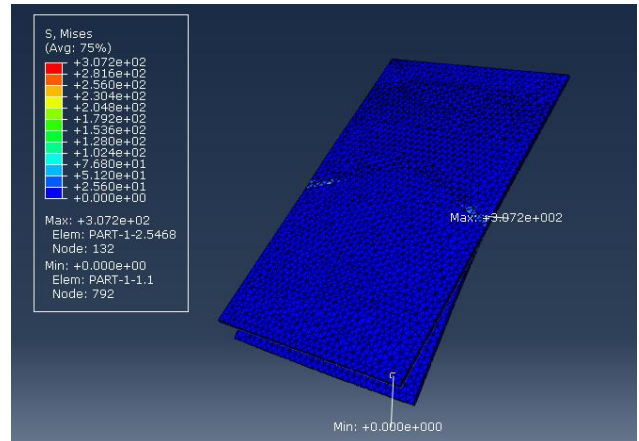 S, Mises
(Avg: 75%)
+3.072e+02
+2.816e+02
+2.560e+02
+2.304e+02
+2.048e+02
+1.792e+02
+1.536e+02
+1.280e+02
+1.024e+02
+7.680e+01
+5.120e+01
+2.560e+01
+0.000e+00
Max: +3.072e+02
Elem: PART-1-2.5468
Node: 132
Min: +0.000e+00
Elem: PART-1-1.1
Node: 792
Max: +3.072e+002
Min: +0.000e+000